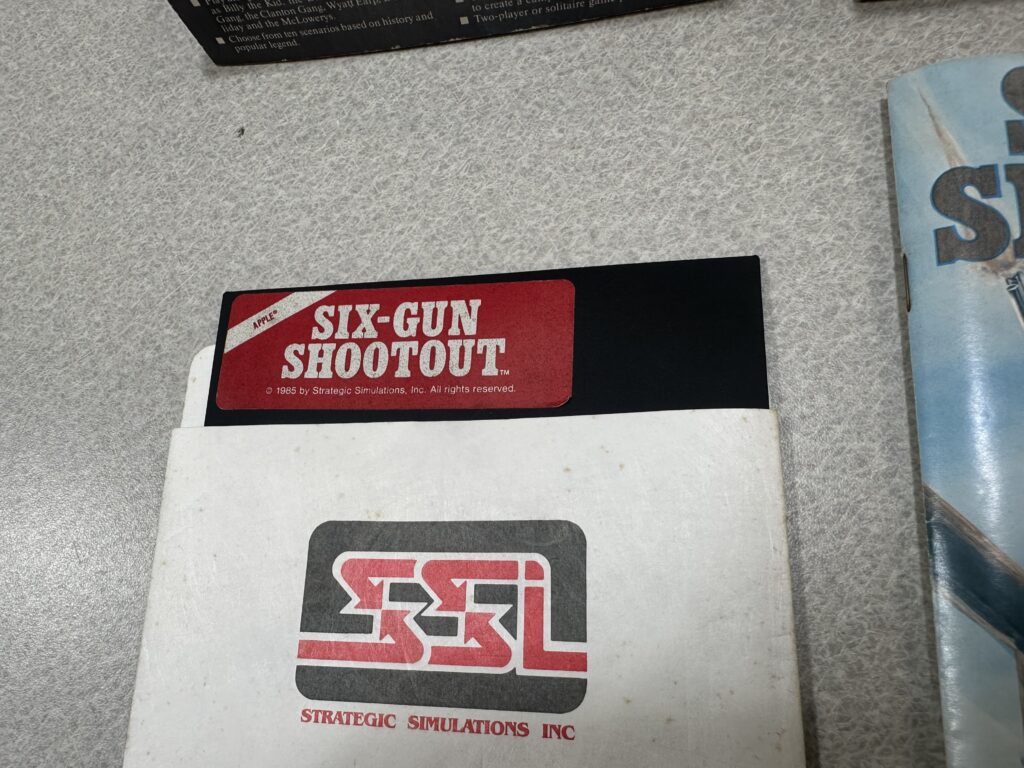 Billy the Kid, the
Gang, the Clanton Gang, Wyatt Earp,
liday and the McLowerys.
Choose from ten scenarios based on history and
popular legend.
to create a
Two-player or solitaire game
APPLE®
SIX-GUN
SHOOTOUT™
© 1985 by Strategic Simulations, Inc. All rights reserved.
SSI
STRATEGIC SIMULATIONS INC